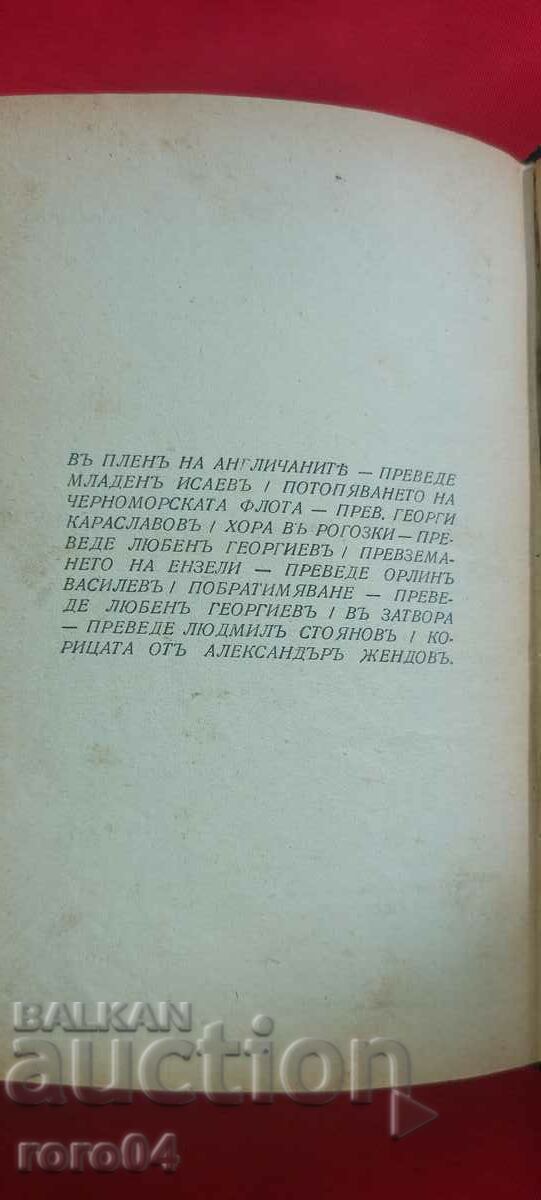 ВЪ ПЛЕНЪ НА АНГЛИЧАНИТѢ — ПРЕВЕДЕ
МЛАДЕНЪ ИСАЕВЪ / ПОТОПЯВАНЕТО НА
ЧЕРНОМОРСКАТА ФЛОТА — ПРЕВ. ГЕОРГИ
КАРАСЛАВОВЪ / ХОРА ВЪ РОГОЗКИ — ПРЕ-
ВЕДЕ ЛЮБЕНЪ ГЕОРГИЕВЪ / ПРЕВЗЕМА-
НЕТО НА ЕНЗЕЛИ — ПРЕВЕДЕ ОРЛИНЪ
ВАСИЛЕВЪ / ПОБРАТИМЯВАНЕ — ПРЕВЕ-
ДЕ ЛЮБЕНЪ ГЕОРГИЕВЪ / ВЪ ЗАТВОРА
— ПРЕВЕДЕ ЛЮДМИЛЪ СТОЯНОВЪ / КО-
РИЦАТА ОТЪ АЛЕКСАНДЪРЪ ЖЕНДОВЪ.
BALKAN
auction
roro04